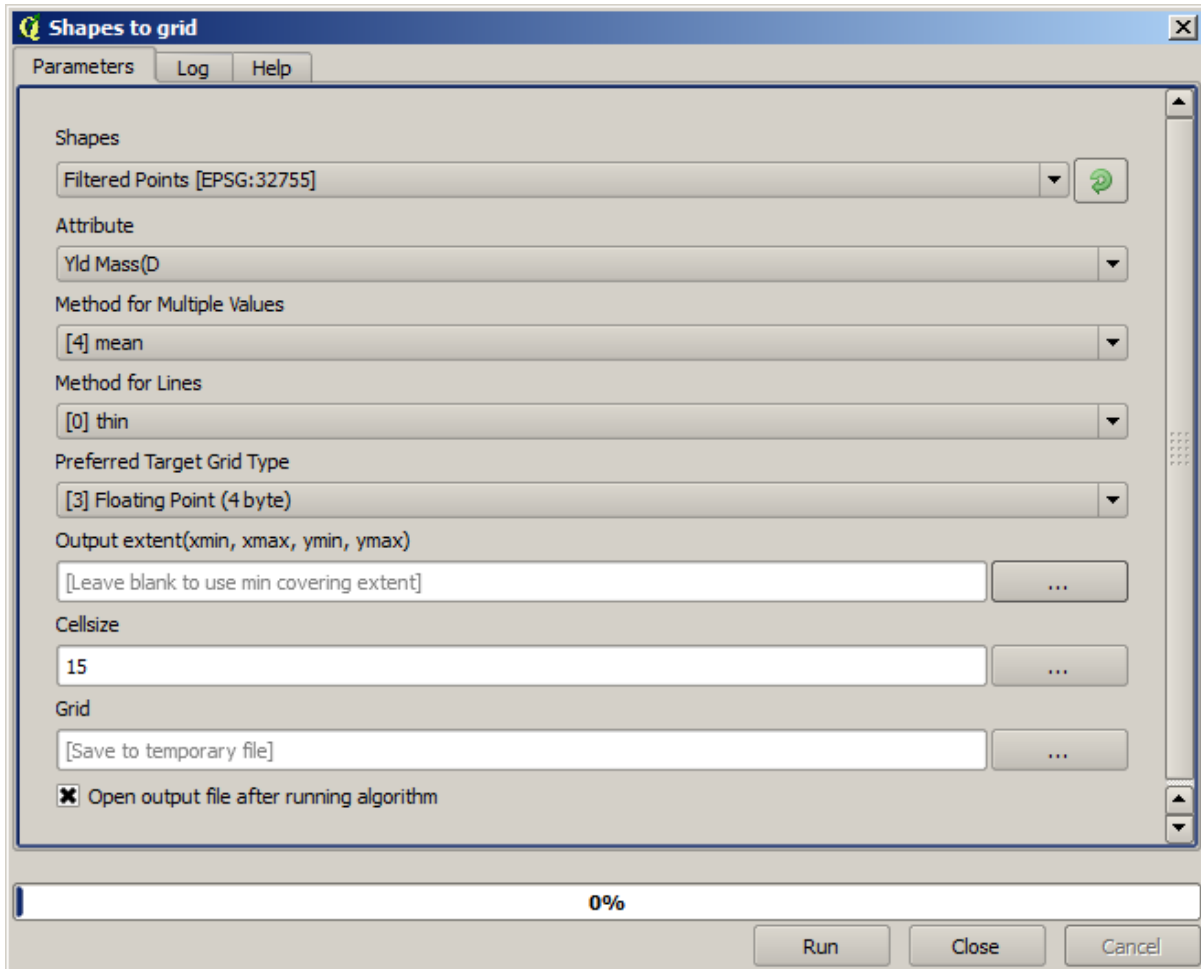 Shapes to grid
Parameters Log Help
Shapes
Filtered Points [EPSG:32755]
Attribute
Yld Mass(D
Method for Multiple Values
[4] mean
Method for Lines
[0] thin
Preferred Target Grid Type
[3] Floating Point (4 byte)
Output extent(xmin, xmax, ymin, ymax)
[Leave blank to use min covering extent] ...
Cellsize
15 ...
Grid
[Save to temporary file] ...
Open output file after running algorithm
0%
Run Close Cancel